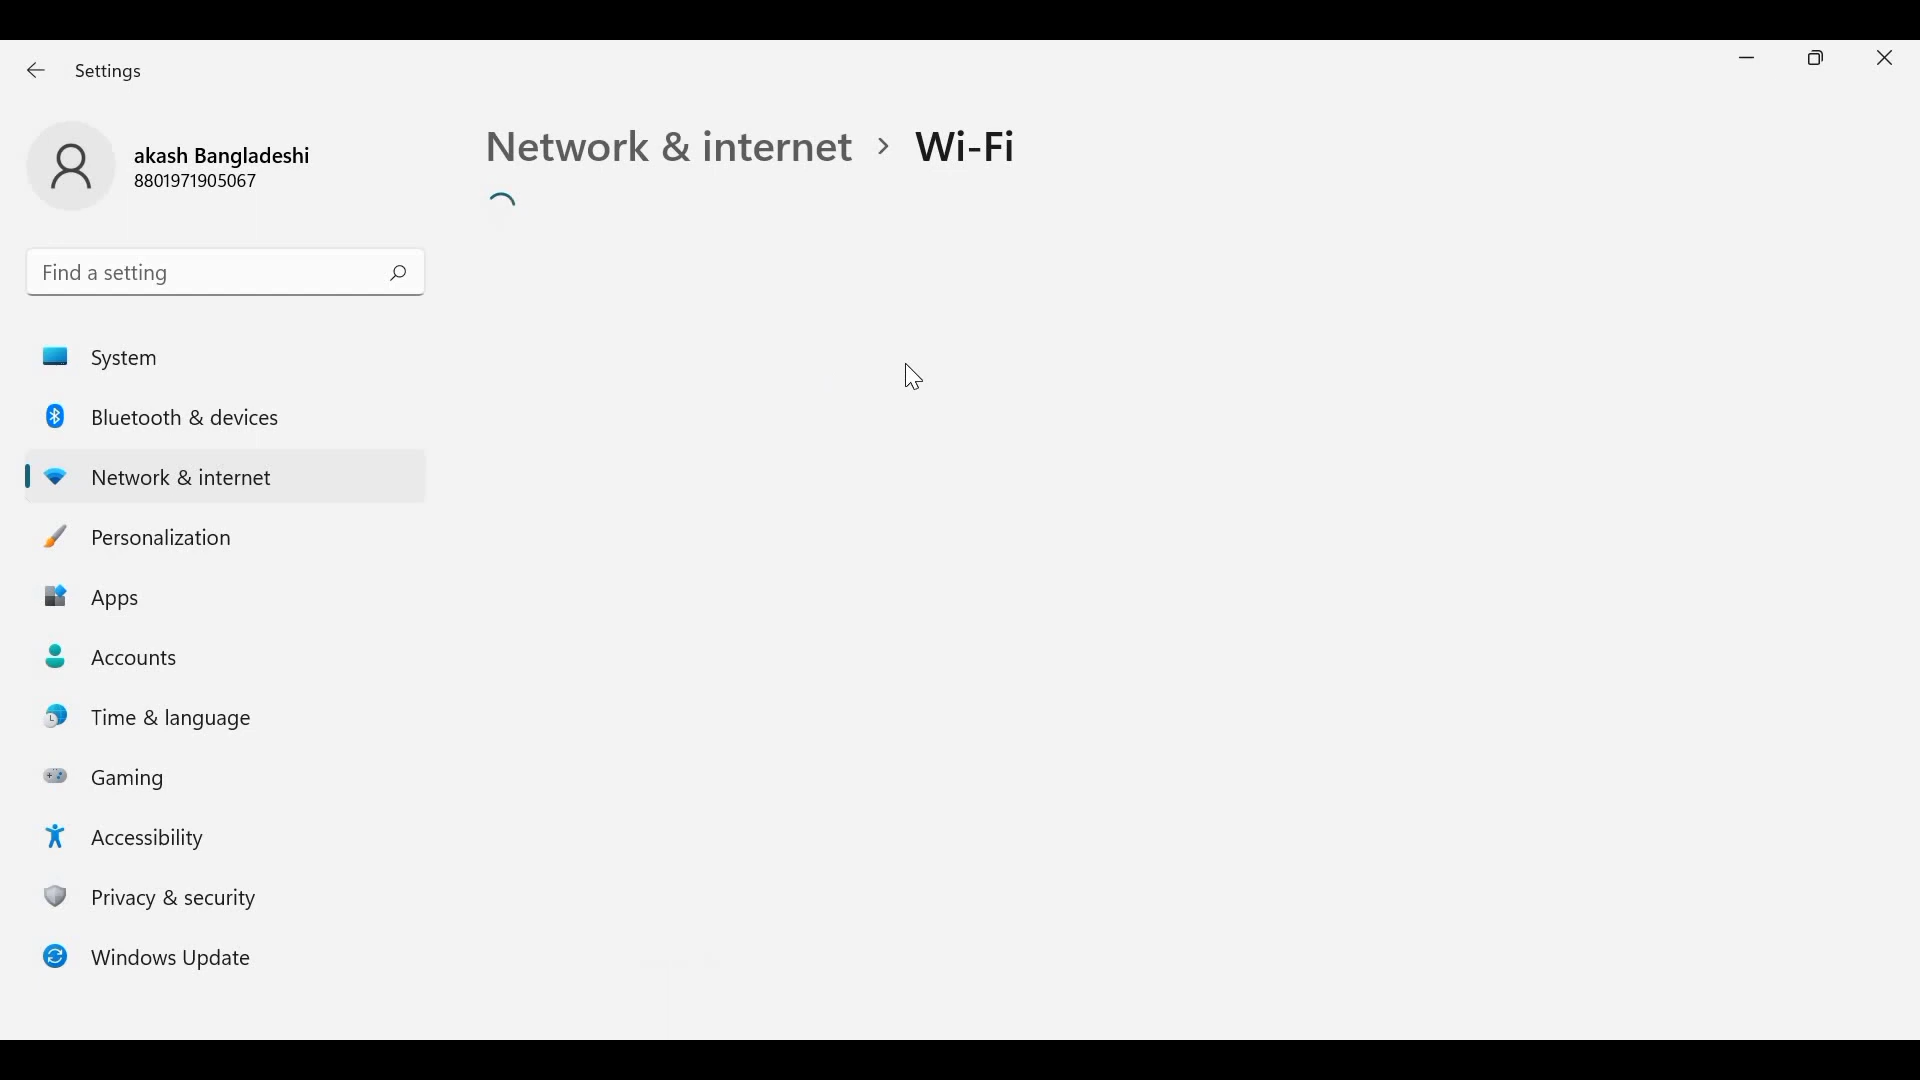 Settings
akash Bangladeshi
8801971905067
Network & internet > Wi-Fi
Find a setting
System
Bluetooth & devices
Network & internet
Personalization
Apps
Accounts
Time & language
Gaming
Accessibility
Privacy & security
Windows Update